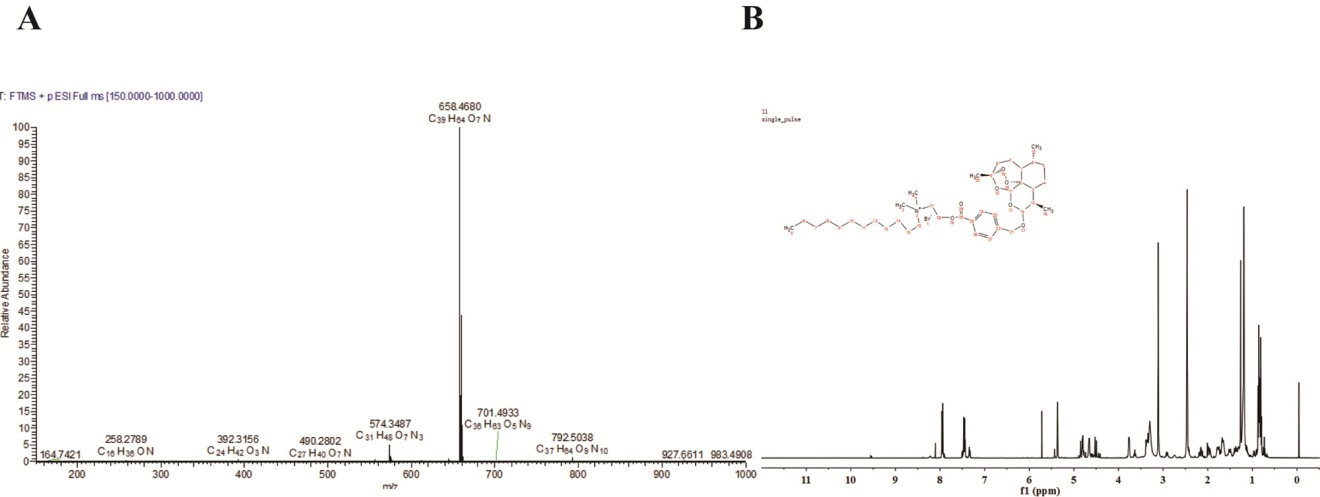 A
B
T: FTMS + p ESI Full ms [150.0000-1000.0000]
658.4680
C39 H64 O7 N
11
single_pulse
100
95
90
85
80
75
70
65
60
55
50
45
40
35
30
25
20
15
10
5
0
Relative Abundance
CH3
H3C
O
CH3
H3C
N+
Br-
O
O
O
CH3
H3C
574.3487
C31 H48 O7 N3
701.4933
C38 H63 O5 N9
164.7421
258.2789
C16 H36 O N
392.3156
C24 H42 O3 N
490.2802
C27 H40 O7 N
792.5038
C37 H64 O9 N10
927.6611
983.4908
200 300 400 500 600 700 800 900 1000
m/z
11 10 9 8 7 6 5 4 3 2 1 0
f1 (ppm)